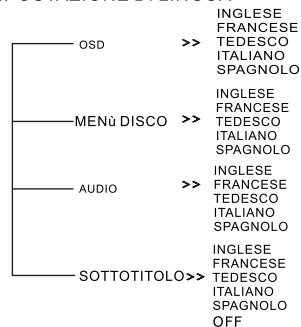 INGLESE
FRANCESE
OSD >> TEDESCO
ITALIANO
SPAGNOLO
INGLESE
FRANCESE
MENù DISCO >> TEDESCO
ITALIANO
SPAGNOLO
INGLESE
AUDIO >> FRANCESE
TEDESCO
ITALIANO
SPAGNOLO
INGLESE
FRANCESE
SOTTOTITOLO>> TEDESCO
ITALIANO
SPAGNOLO
OFF